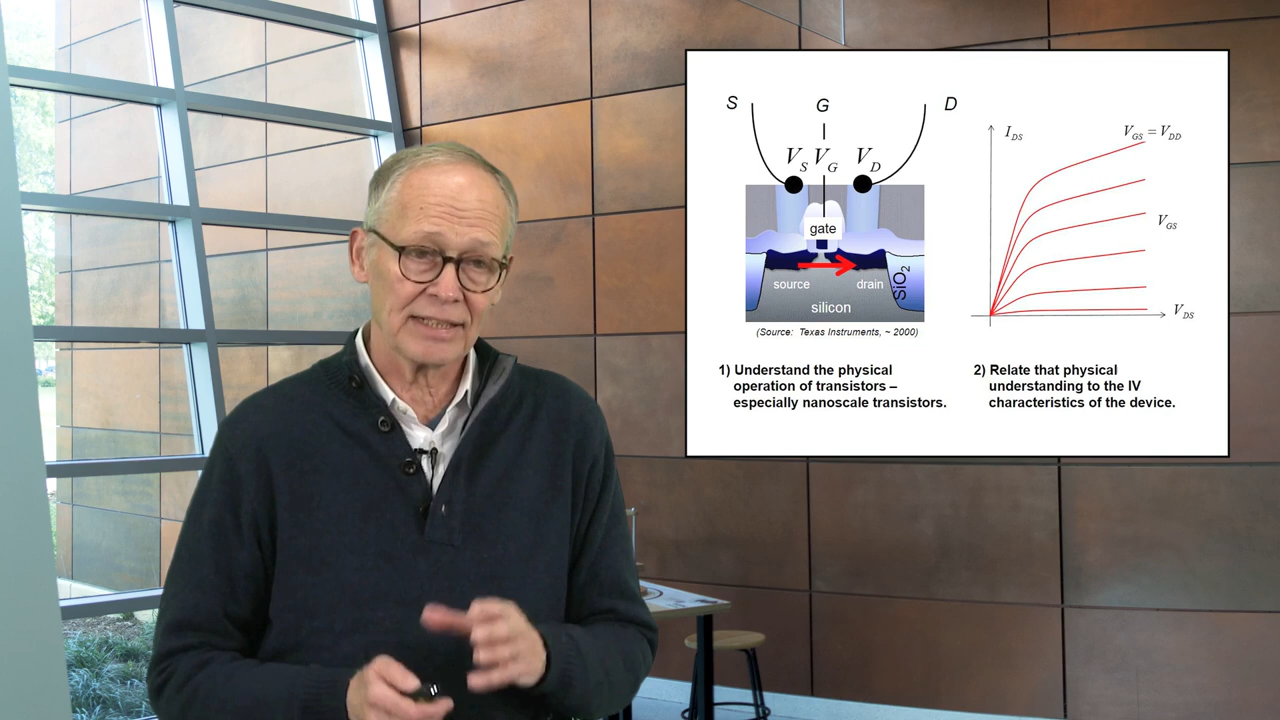 S G D
V_S V_G V_D
gate
source drain
SiO₂
silicon
(Source: Texas Instruments, ~ 2000)
I_DS
V_GS = V_DD
V_GS
V_DS
1) Understand the physical
operation of transistors –
especially nanoscale transistors.
2) Relate that physical
understanding to the IV
characteristics of the device.